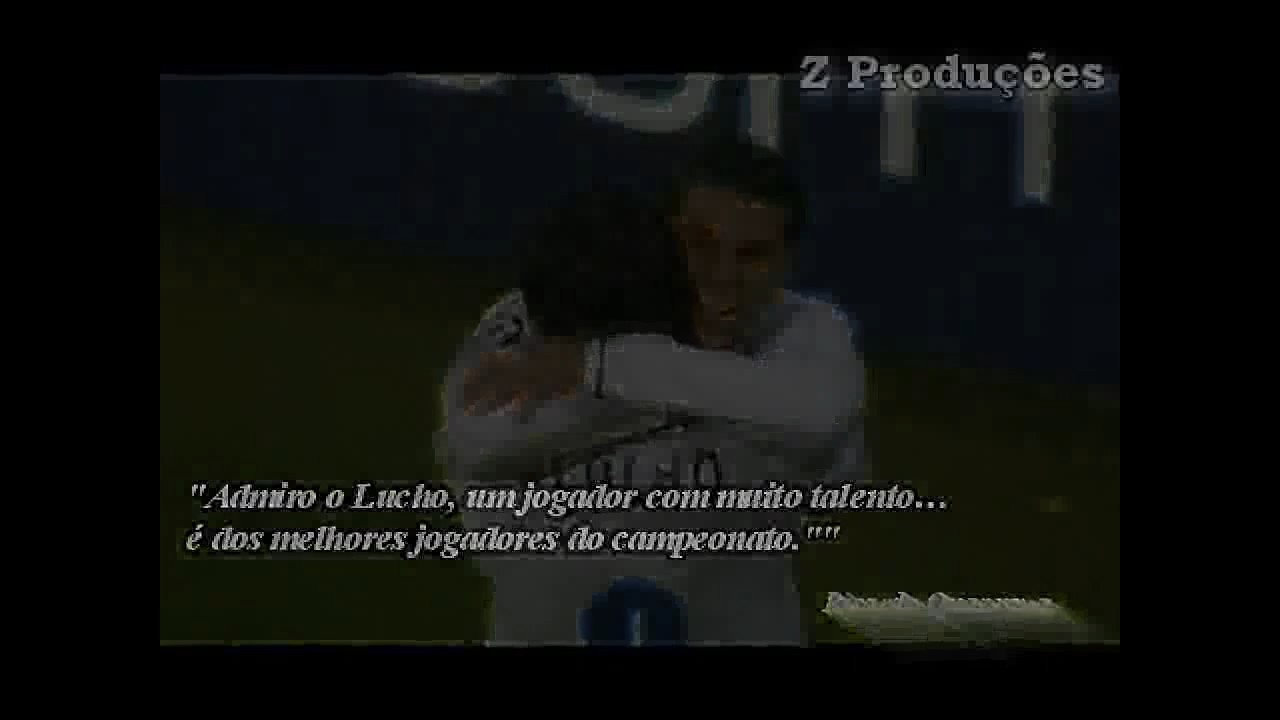 Z Produções
"Admiro o Lucho, um jogador com muito talento...
é dos melhores jogadores do campeonato.""